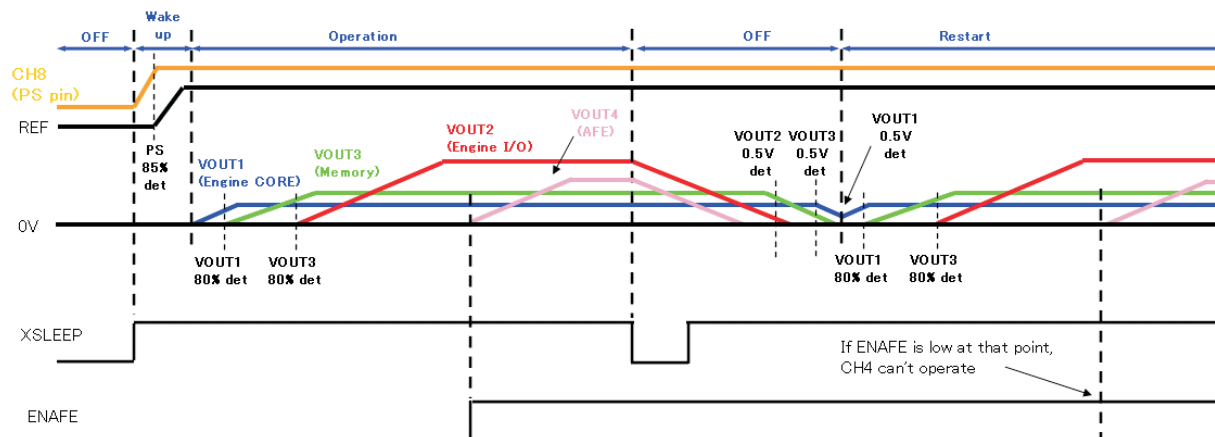 Wake
up
OFF
Operation
OFF
Restart
CH8
(PS pin)
REF
PS
85%
det
VOUT1
(Engine CORE)
VOUT3
(Memory)
VOUT2
(Engine I/O)
VOUT4
(AFE)
VOUT2
0.5V
det
VOUT3
0.5V
det
VOUT1
0.5V
det
0V
VOUT1
80% det
VOUT3
80% det
VOUT1
80% det
VOUT3
80% det
XSLEEP
If ENAFE is low at that point,
CH4 can't operate
ENAFE